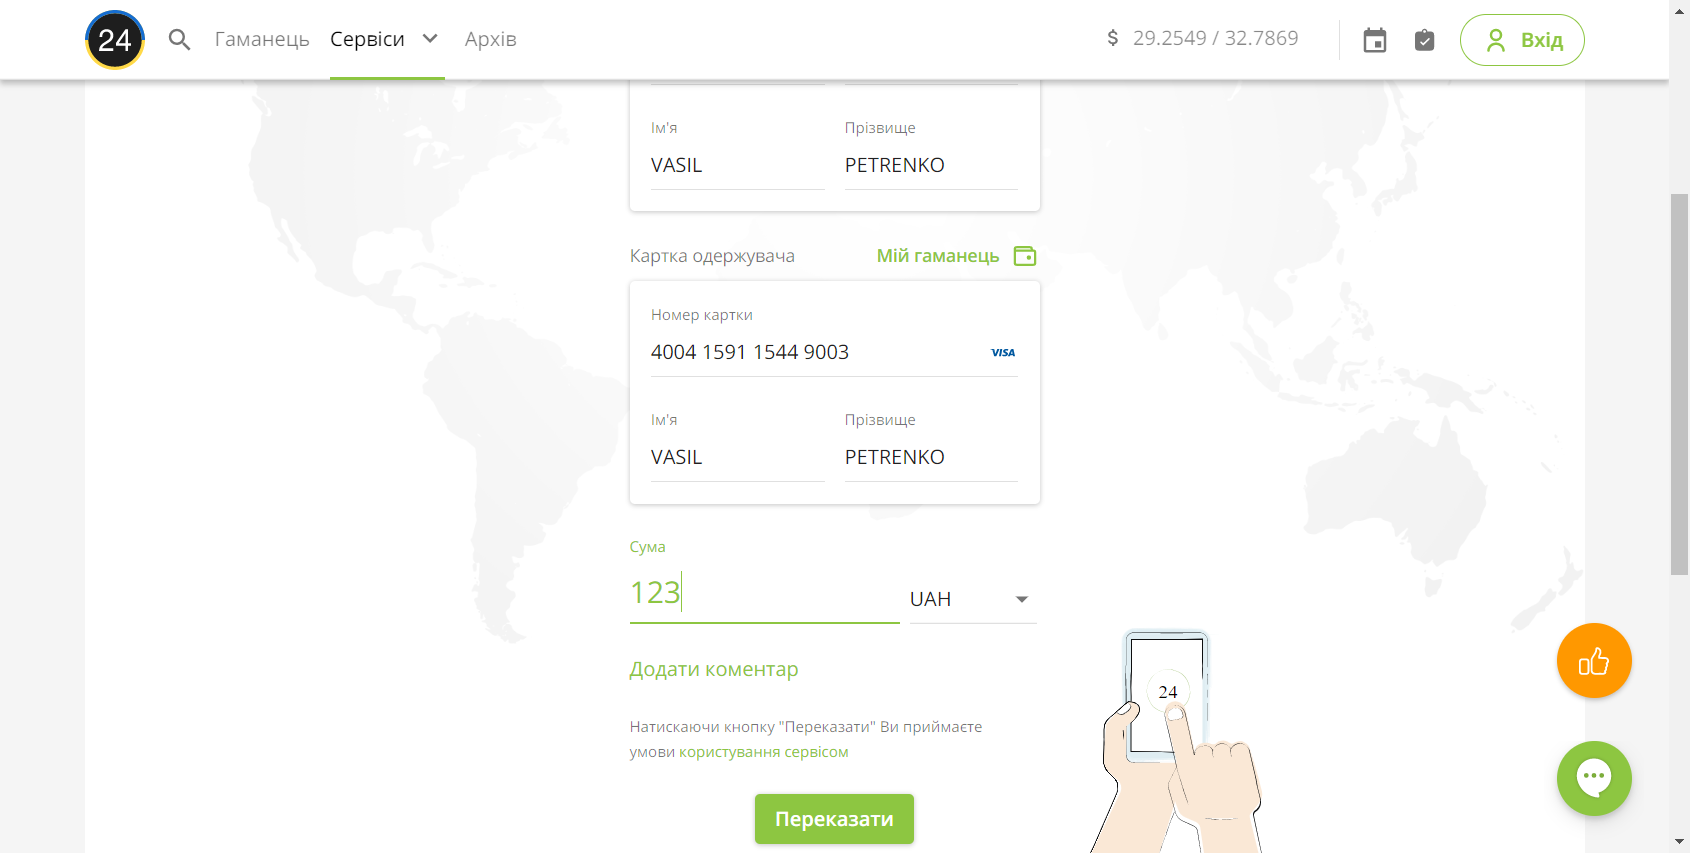 24
Гаманець
Сервіси
Архів
$ 29.2549 / 32.7869
Вхід
Ім'я
Прізвище
VASIL
PETRENKO
Картка одержувача
Мій гаманець
Номер картки
4004 1591 1544 9003
VISA
Ім'я
Прізвище
VASIL
PETRENKO
Сума
123
UAH
Додати коментар
Натискаючи кнопку "Переказати" Ви приймаєте
умови користування сервісом
24
Переказати